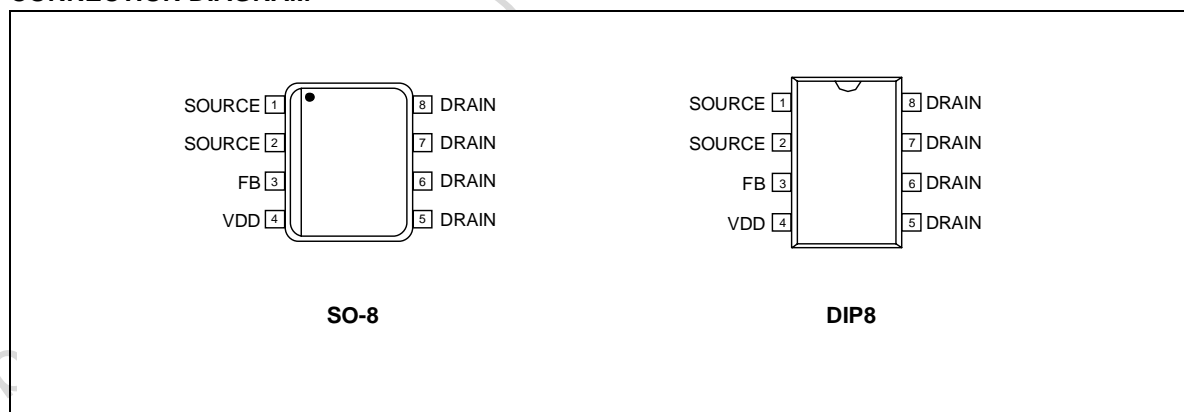 SOURCE 1 8 DRAIN
SOURCE 2 7 DRAIN
FB 3 6 DRAIN
VDD 4 5 DRAIN
SO-8
SOURCE 1 8 DRAIN
SOURCE 2 7 DRAIN
FB 3 6 DRAIN
VDD 4 5 DRAIN
DIP8